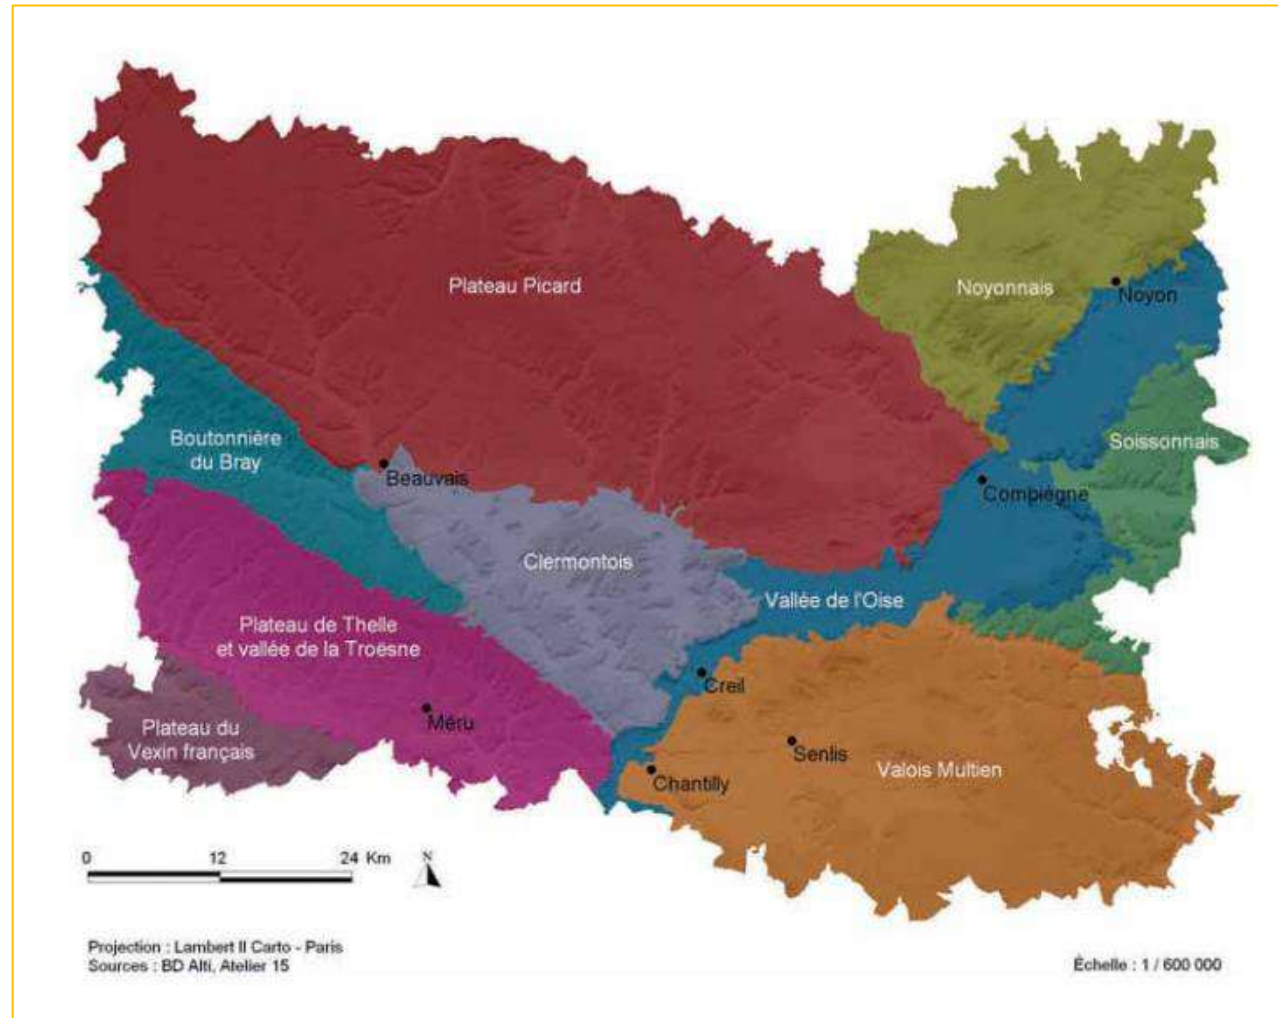 Plateau Picard
Noyonnais
Noyon
Boutonnière
du Bray
Soissonnais
Beauvais
Compiégne
Clermontois
Vallée de l'Oise
Plateau de Thelle
et vallée de la Troësne
Creil
Méru
Plateau du
Vexin français
Senlis
Chantilly
Valois Multien
0 12 24 Km N
Projection : Lambert II Carto - Paris
Sources : BD Alti, Atelier 15
Échelle : 1 / 600 000